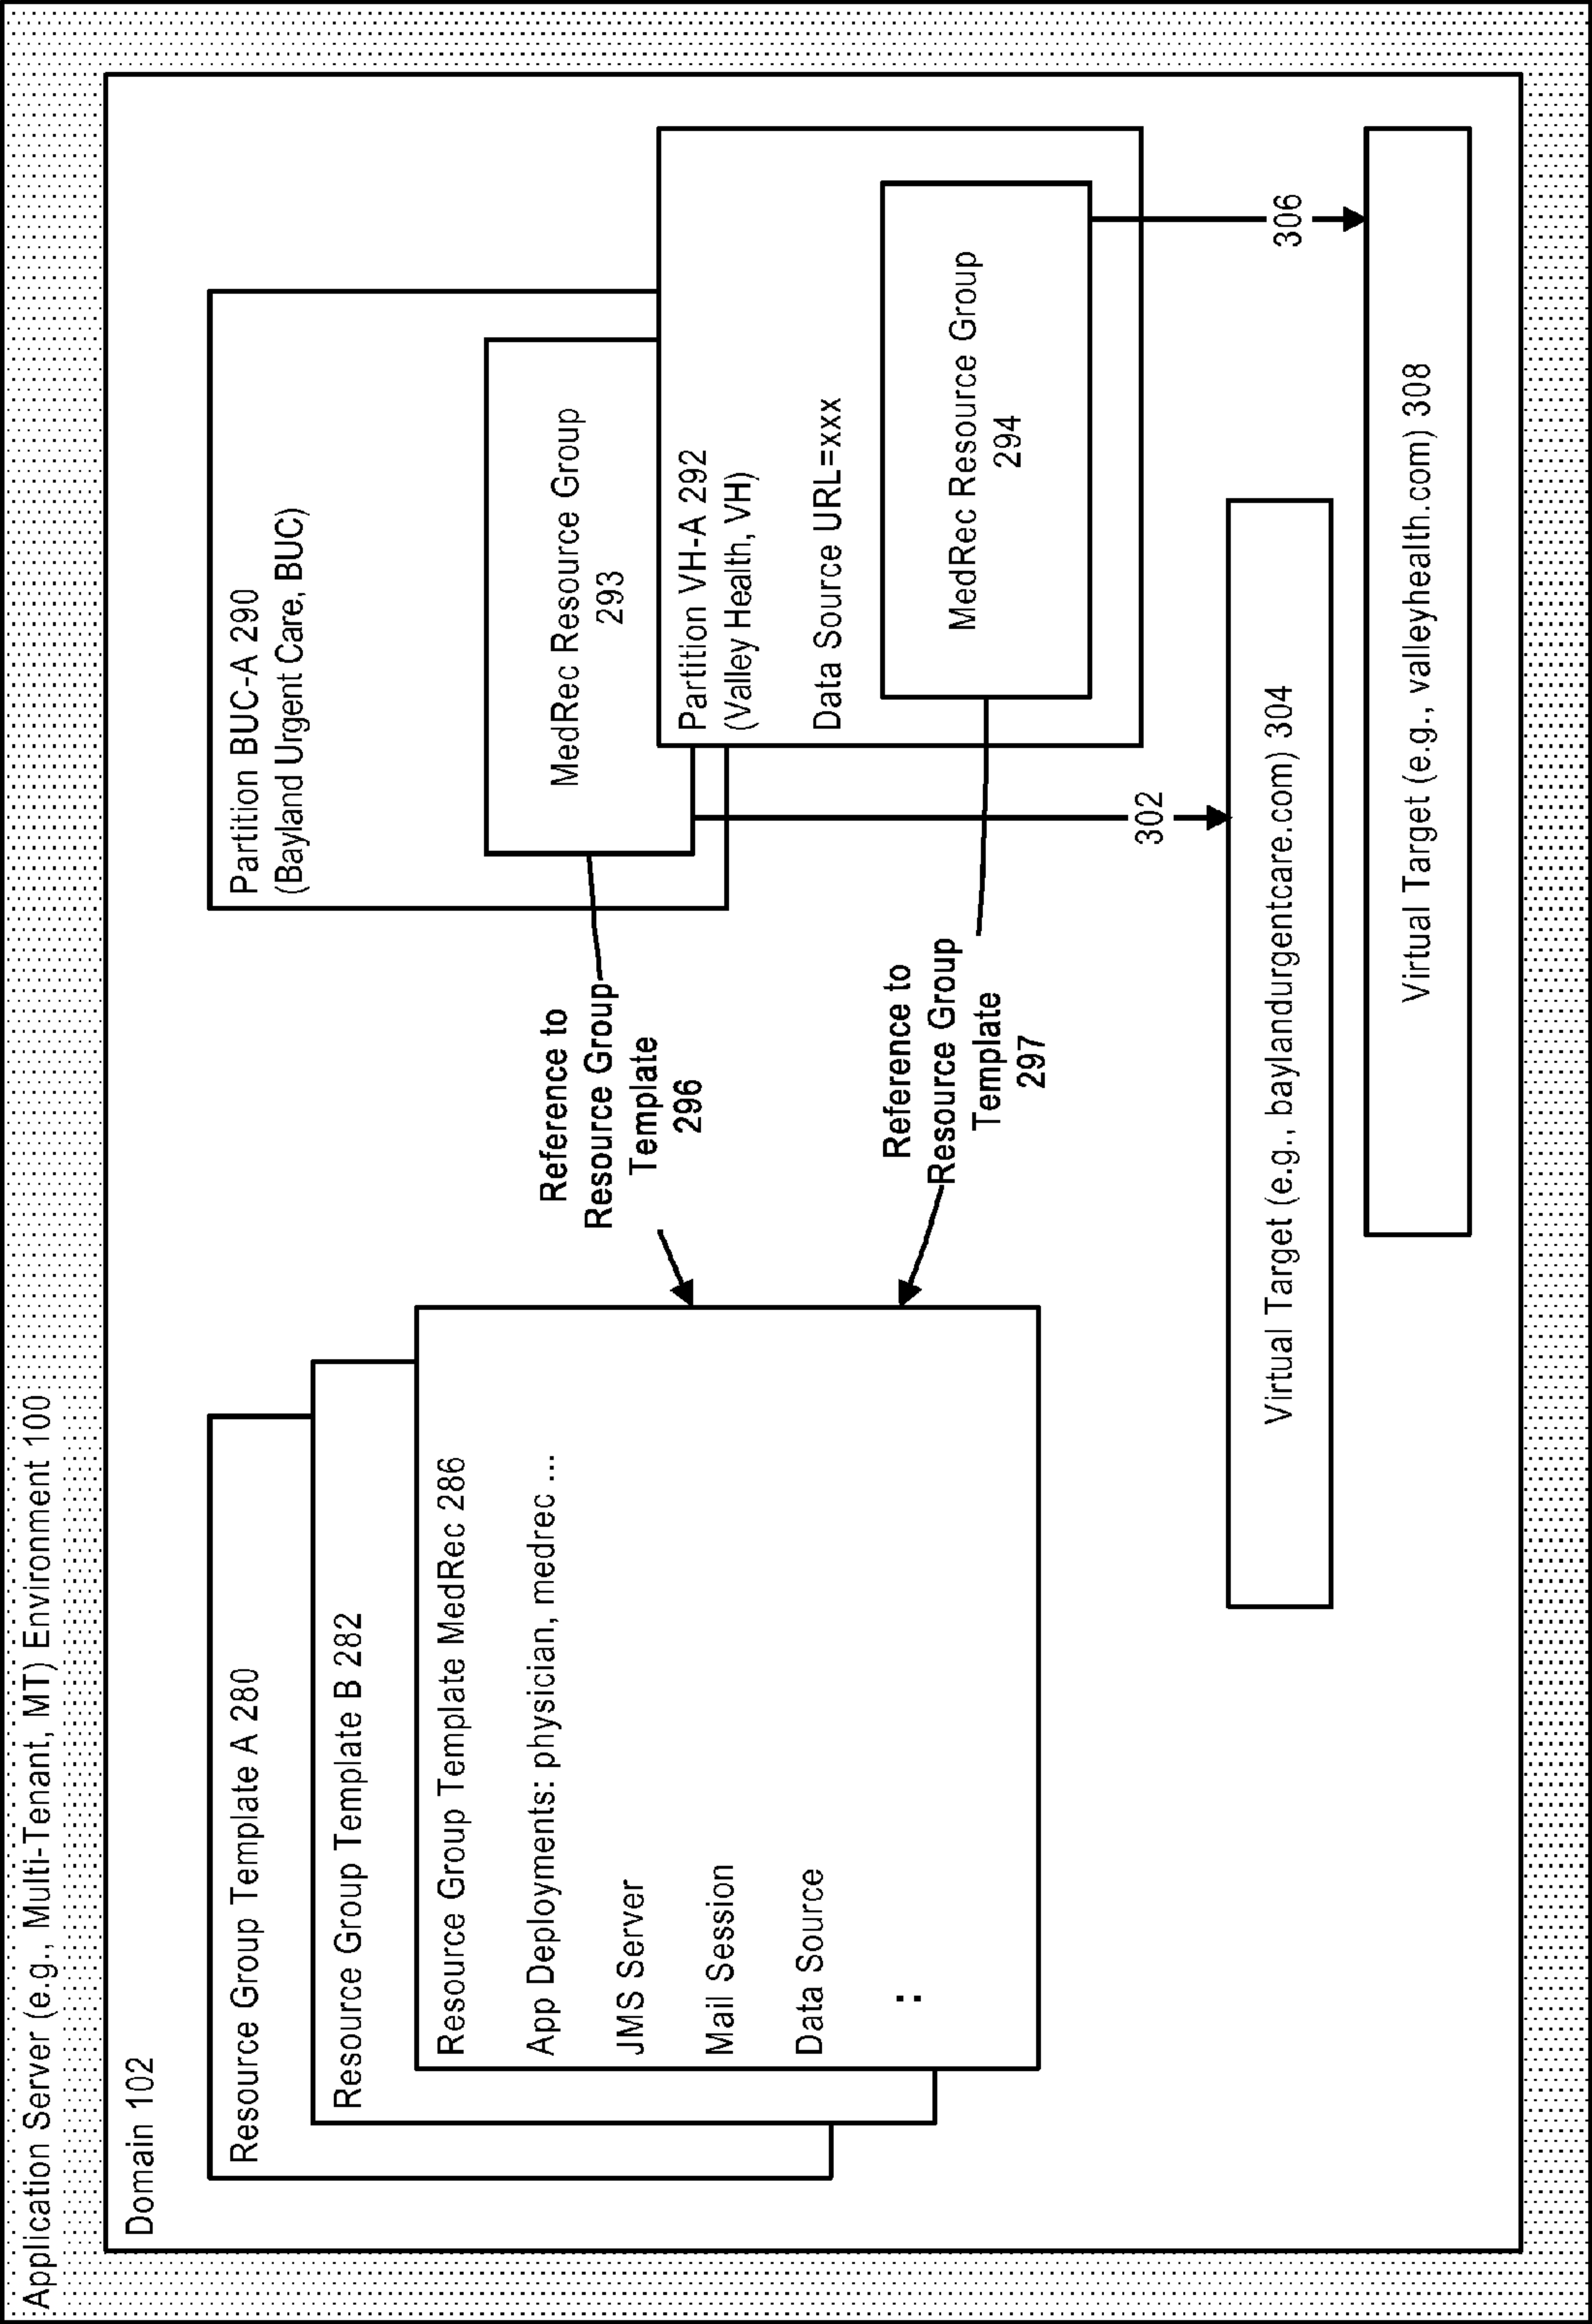 Application Server (e.g., Multi-Tenant, MT) Environment 100
Domain 102
Resource Group Template A 280
Resource Group Template B 282
Resource Group Template MedRec 286
App Deployments: physician, medrec ...
JMS Server
Mail Session
Data Source
:
Reference to
Resource Group
Template
296
Reference to
Resource Group
Template
297
Partition BUC-A 290
(Bayland Urgent Care, BUC)
MedRec Resource Group
293
Partition VH-A 292
(Valley Health, VH)
Data Source URL=xxx
MedRec Resource Group
294
302
306
Virtual Target (e.g., baylandurgentcare.com) 304
Virtual Target (e.g., valleyhealth.com) 308